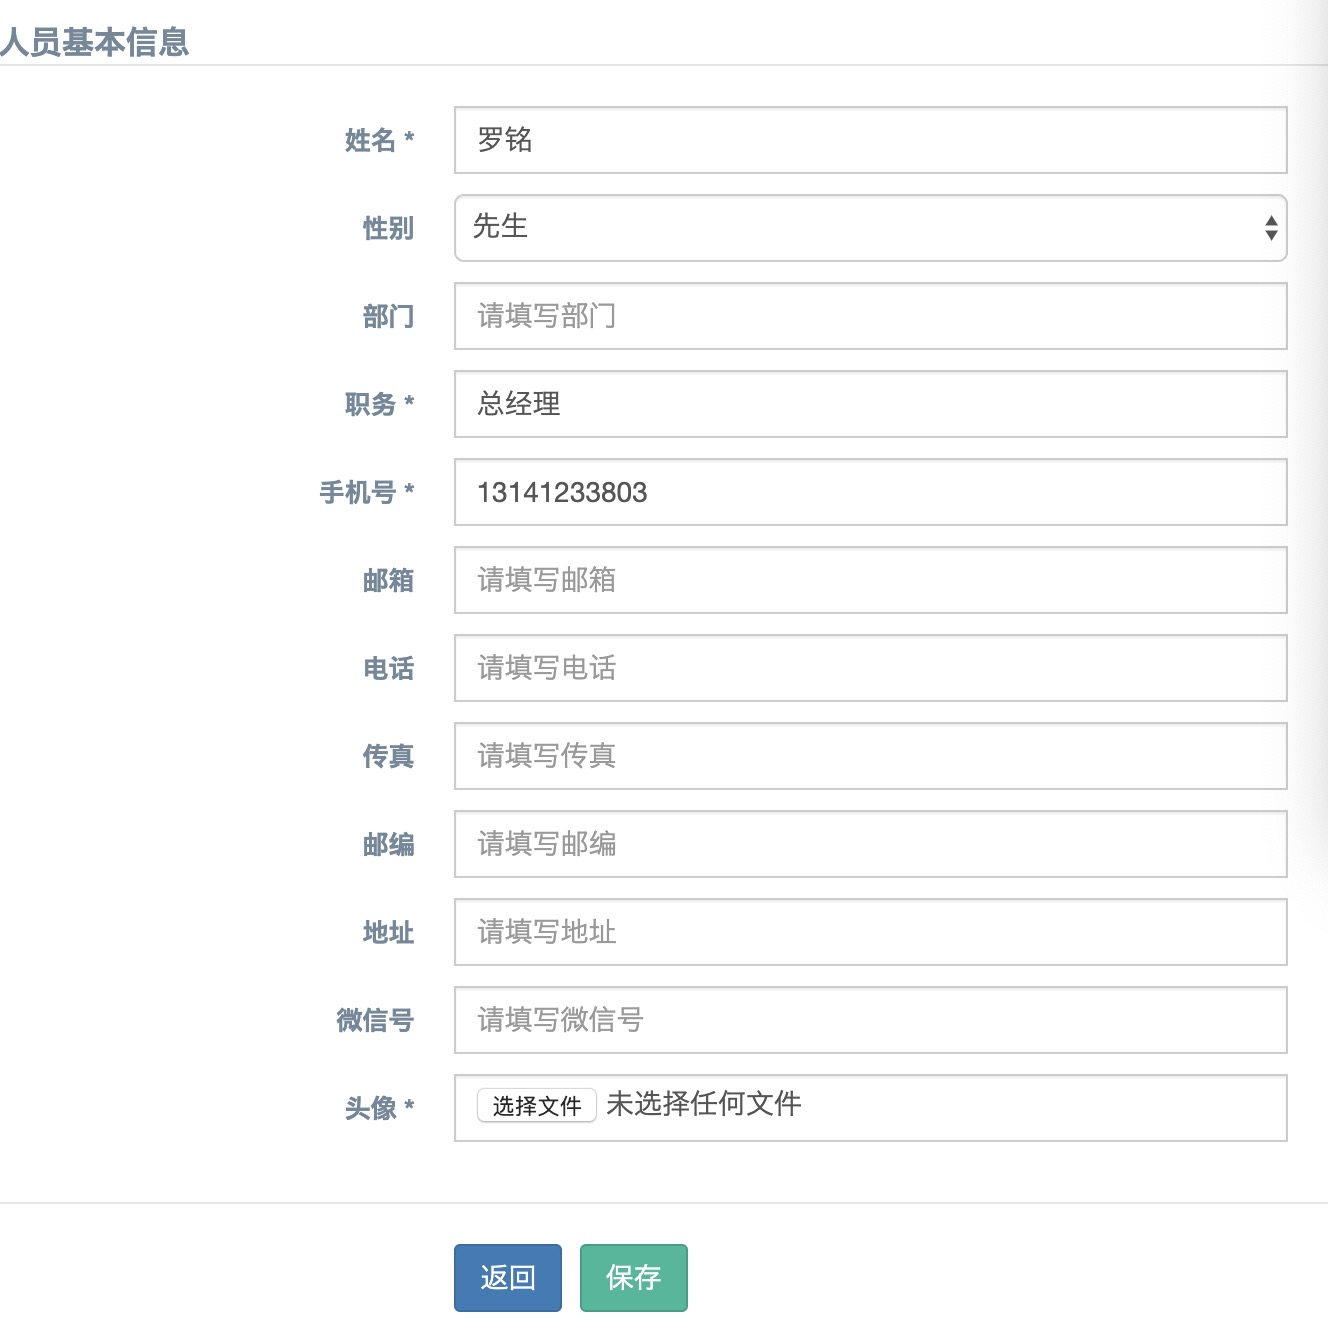 人员基本信息
姓名 * 罗铭
性别 先生
部门 请填写部门
职务 * 总经理
手机号 * 13141233803
邮箱 请填写邮箱
电话 请填写电话
传真 请填写传真
邮编 请填写邮编
地址 请填写地址
微信号 请填写微信号
头像 * 选择文件 未选择任何文件
返回 保存